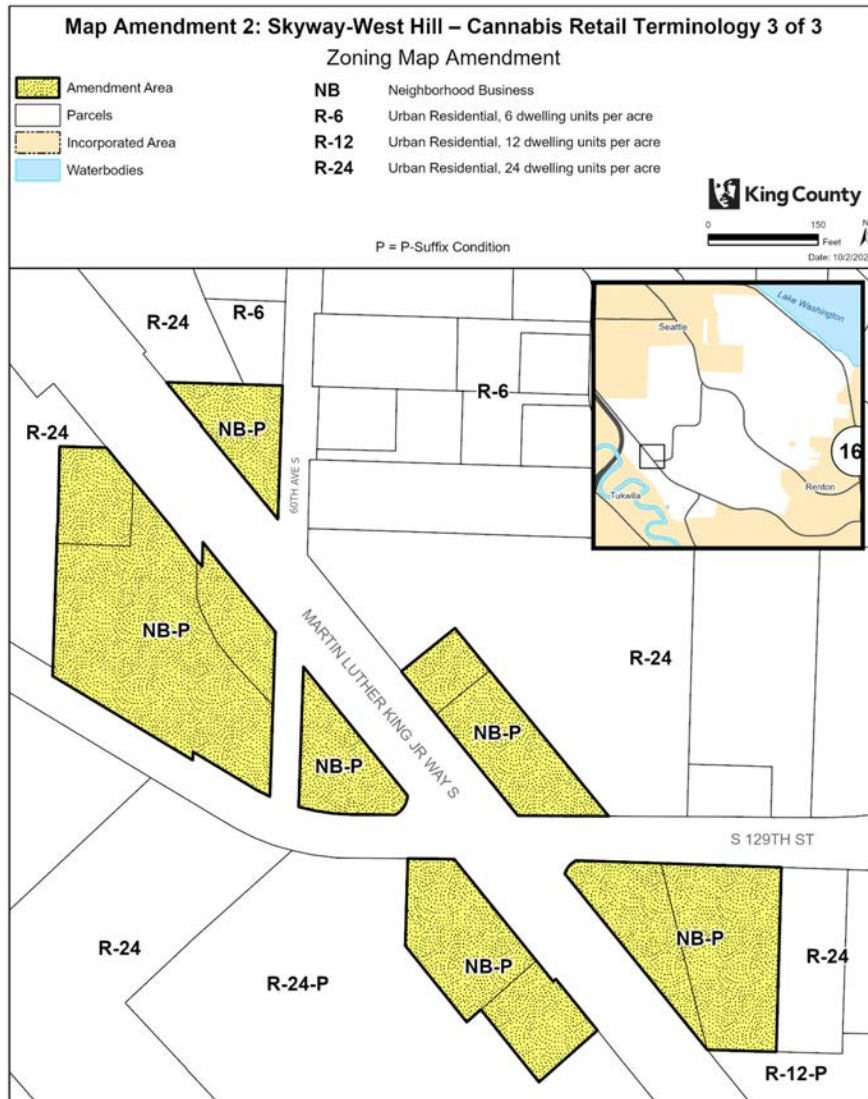 Map Amendment 2: Skyway-West Hill – Cannabis Retail Terminology 3 of 3
Zoning Map Amendment
Amendment Area
Parcels
Incorporated Area
Waterbodies
NB Neighborhood Business
R-6 Urban Residential, 6 dwelling units per acre
R-12 Urban Residential, 12 dwelling units per acre
R-24 Urban Residential, 24 dwelling units per acre
P = P-Suffix Condition
King County
0 150
Feet
N
Date: 10/2/202
R-24
R-6
R-6
NB-P
R-24
60TH AVE S
Lake Washington
Seattle
16
Renton
Tukwila
NB-P
MARTIN LUTHER KING JR WAY S
R-24
NB-P
NB-P
S 129TH ST
R-24
R-24-P
NB-P
NB-P
R-24
R-12-P